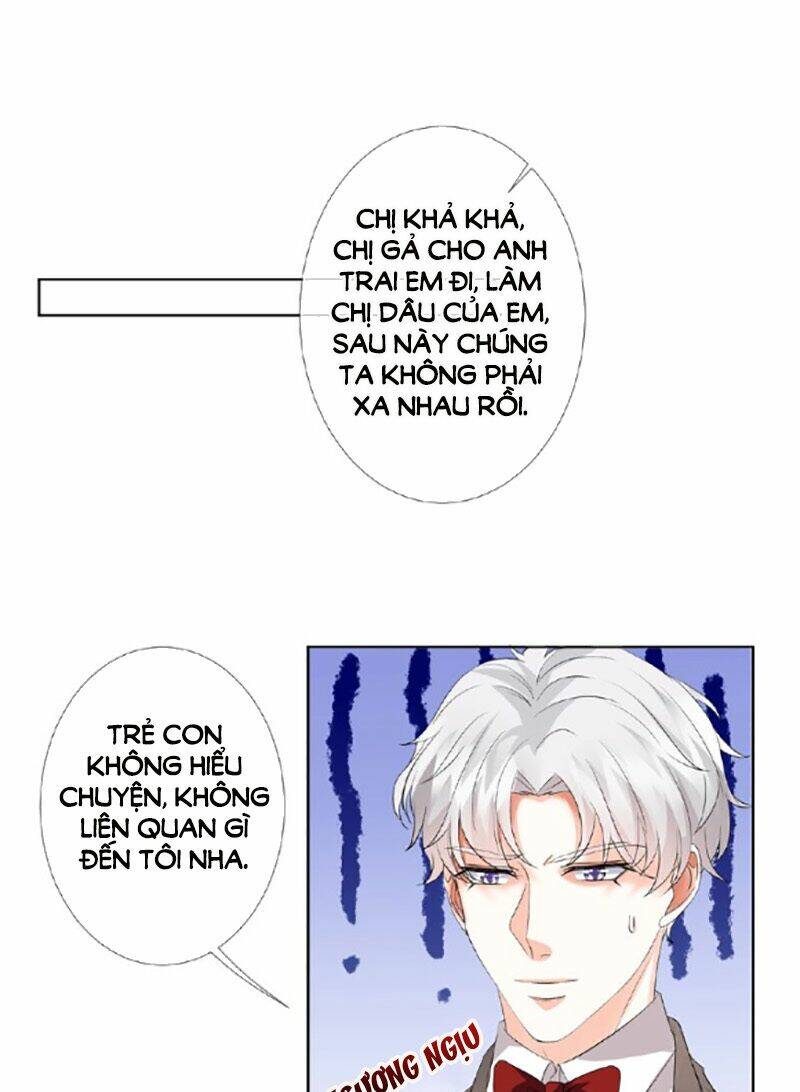 CHỊ KHẢ KHẢ,
CHỊ GẢ CHO ANH
TRAI EM ĐI, LÀM
CHỊ DÂU CỦA EM,
SAU NÀY CHÚNG
TA KHÔNG PHẢI
XA NHAU RỒI.
TRẺ CON
KHÔNG HIỂU
CHUYỆN, KHÔNG
LIÊN QUAN GÌ
ĐẾN TÔI NHA.
NGỊU